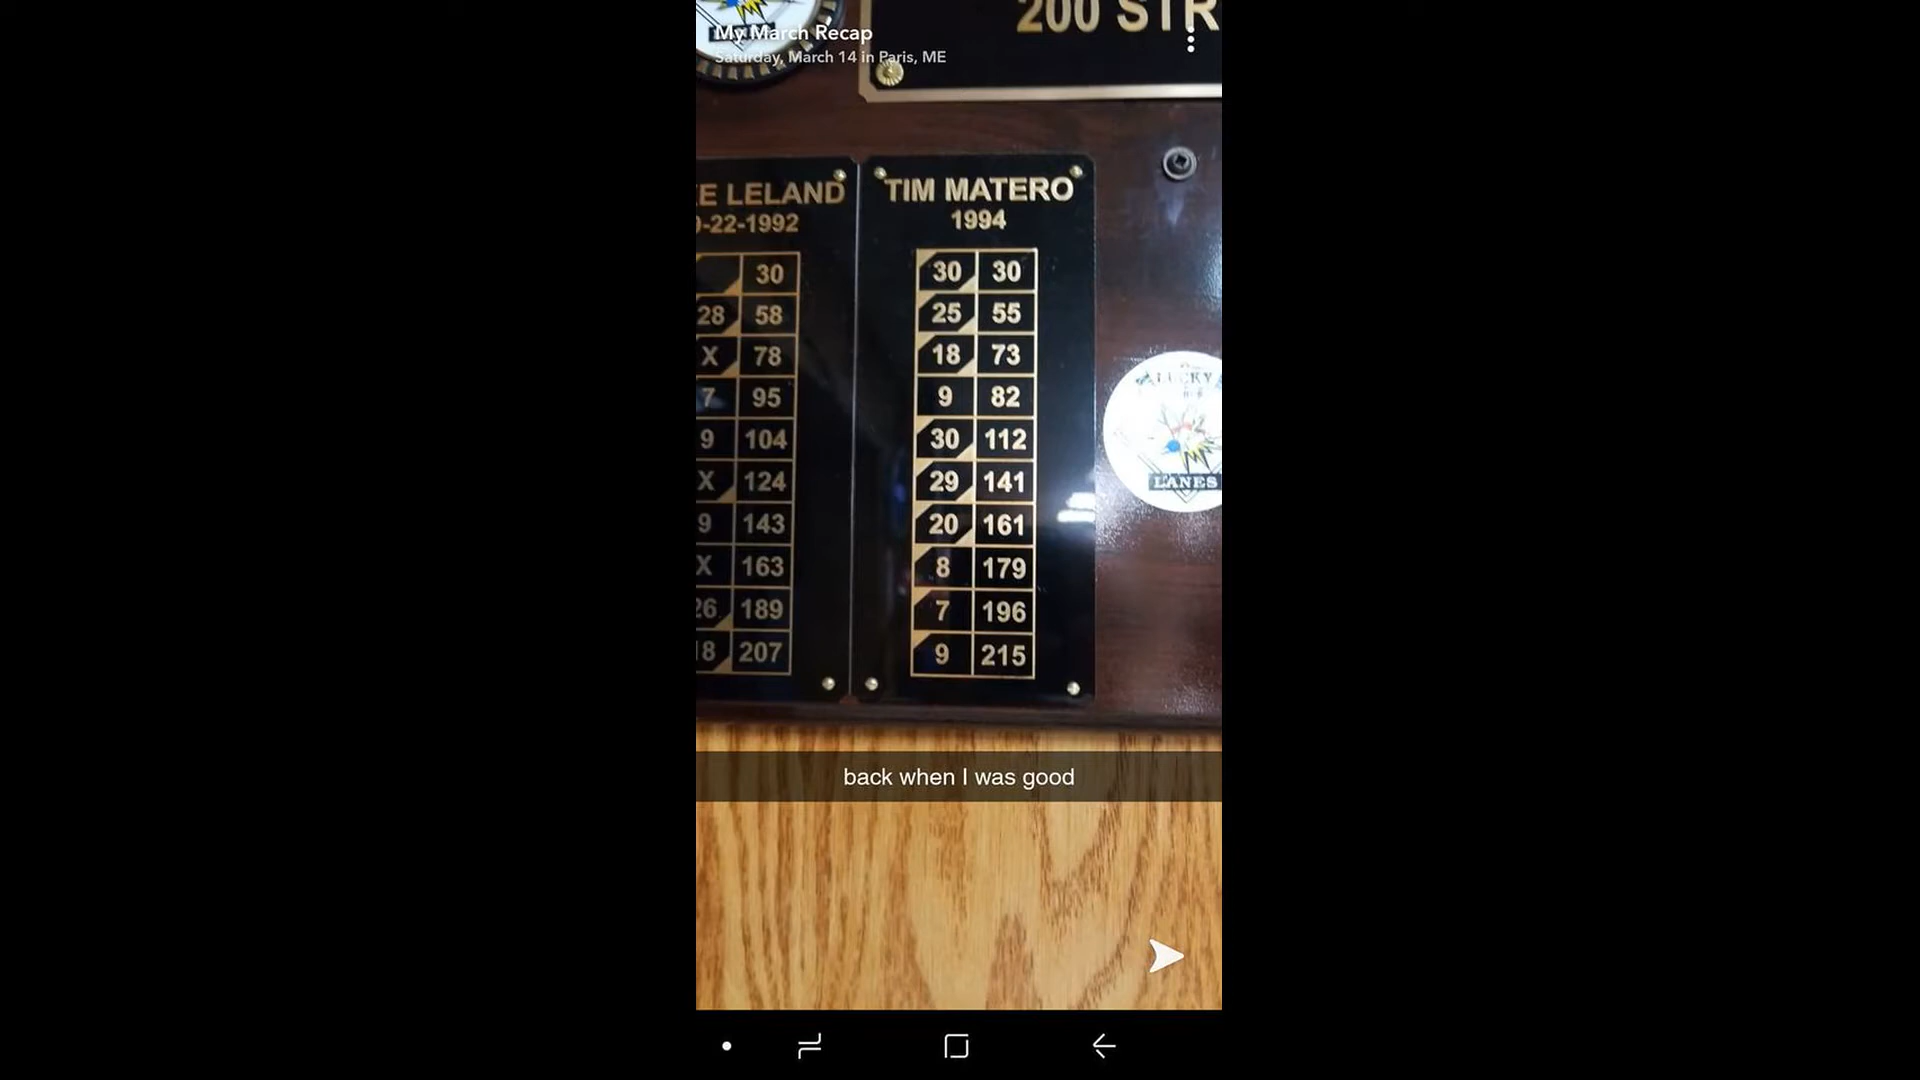 200 STR
My March Recap
Saturday, March 14 in Paris, ME
E LELAND
-22-1992
30
28 58
X 78
7 95
9 104
X 124
9 143
X 163
26 189
18 207
TIM MATERO
1994
30 30
25 55
18 73
9 82
30 112
29 141
20 161
8 179
7 196
9 215
LUCKY
LANES
back when I was good